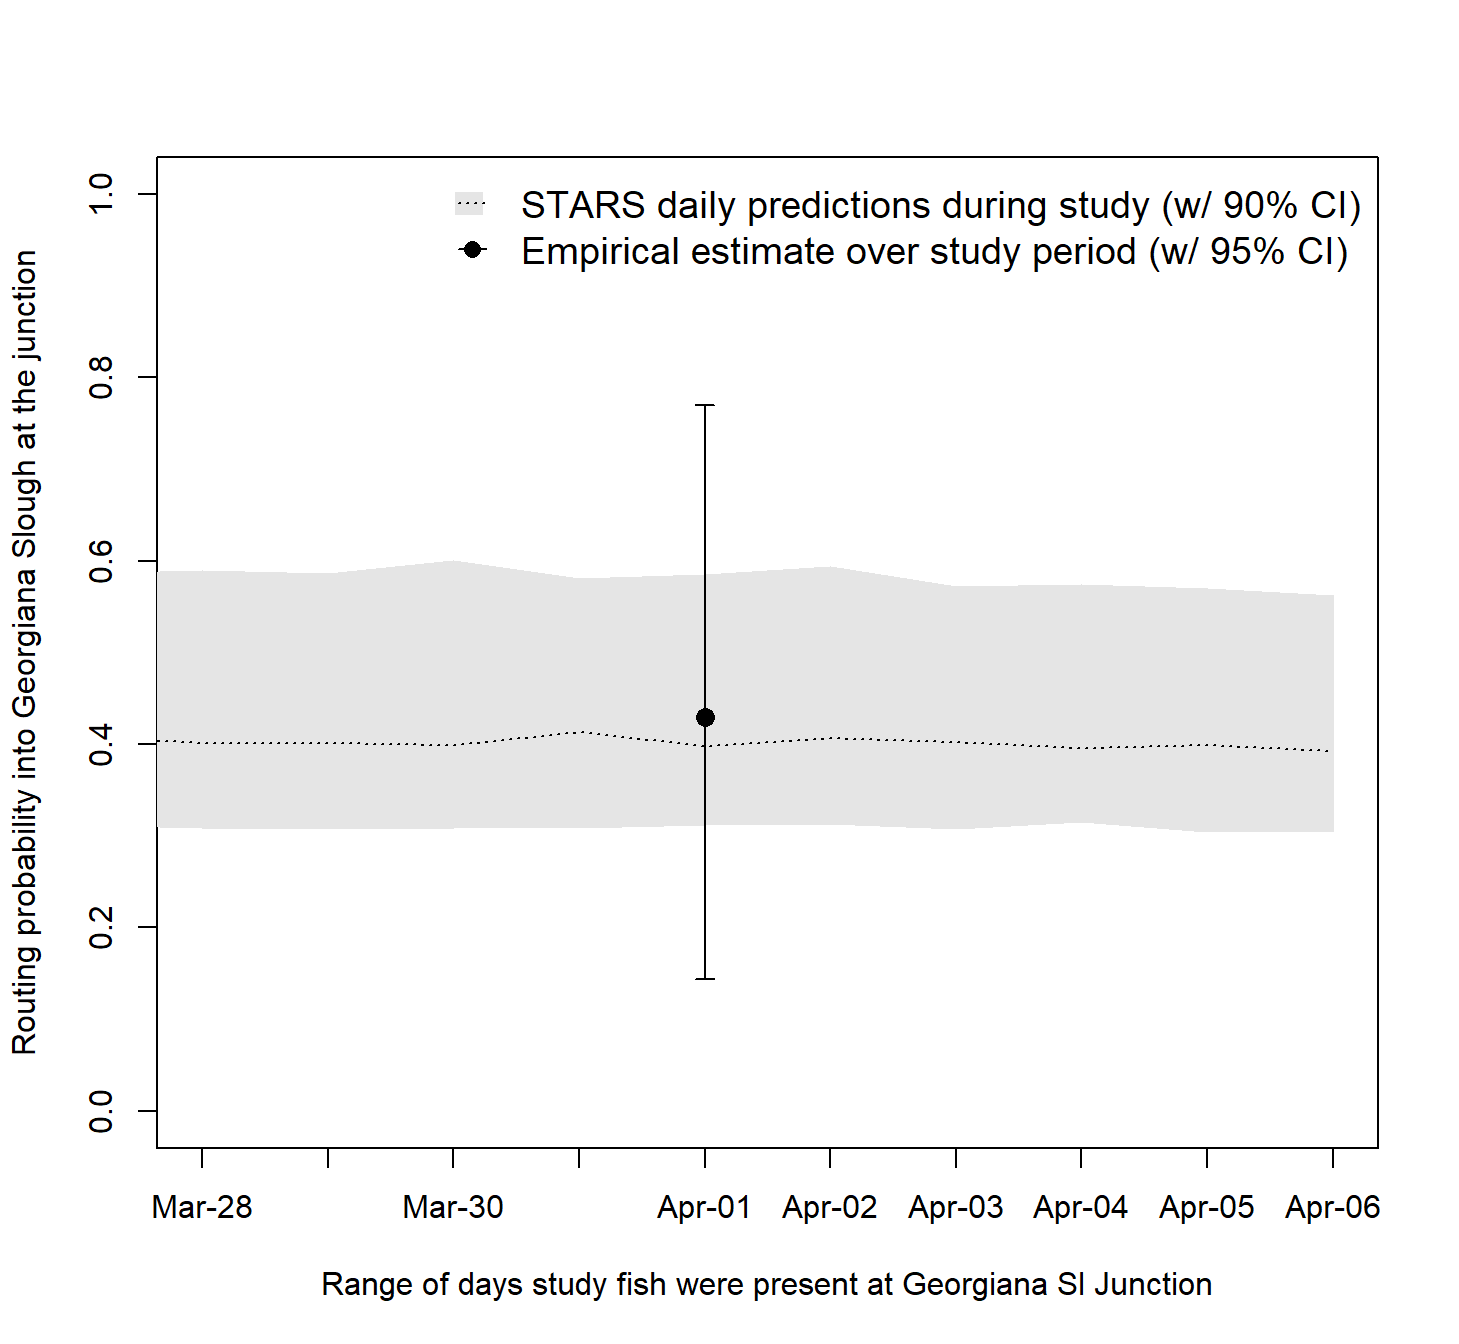 STARS daily predictions during study (w/ 90% CI)
Empirical estimate over study period (w/ 95% CI)
Routing probability into Georgiana Slough at the junction
1.0
0.8
0.6
0.4
0.2
0.0
Mar-28 Mar-30 Apr-01 Apr-02 Apr-03 Apr-04 Apr-05 Apr-06
Range of days study fish were present at Georgiana Sl Junction